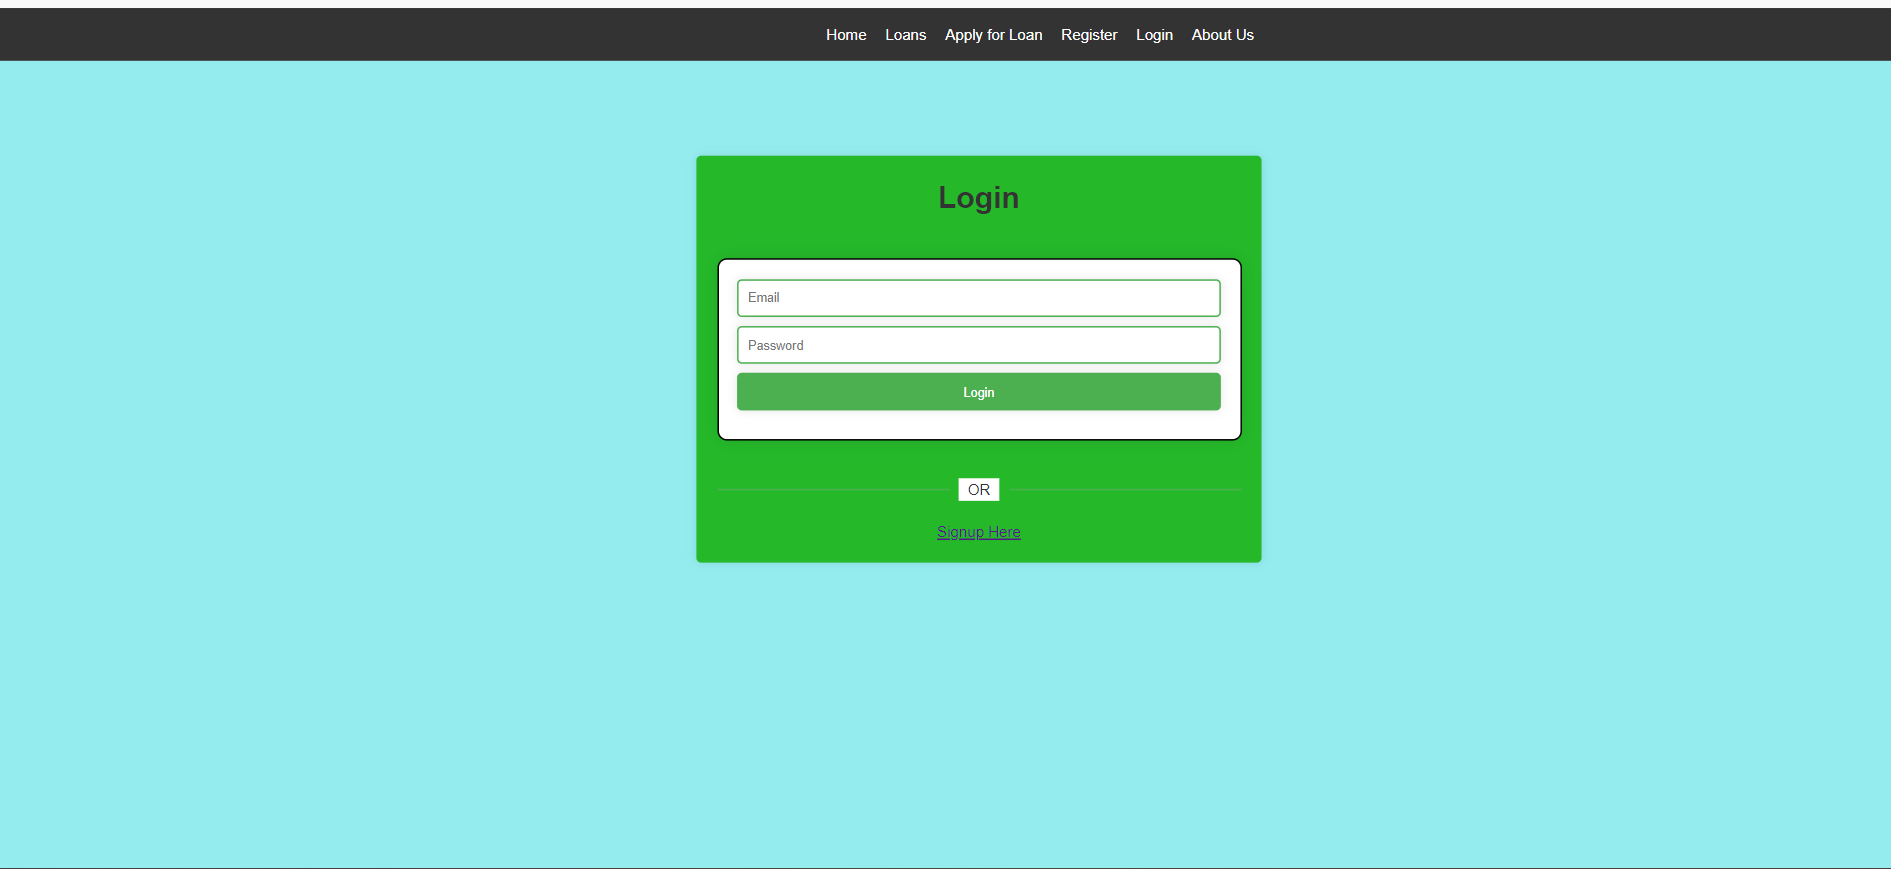 Home Loans Apply for Loan Register Login About Us
Login
Email
Password
Login
OR
Signup Here